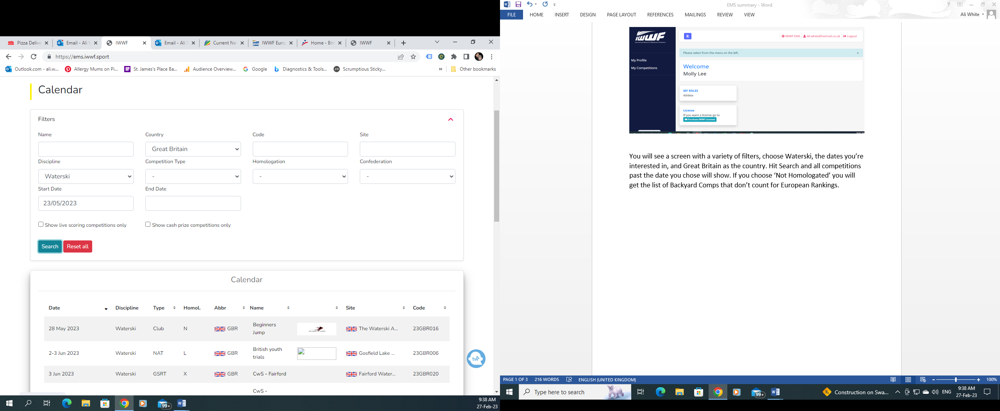 Pizza Delive
Email - Ali W
IWWF
Email - Ali
Current Ne
IWWF Euro
Home - Brit
IWWF
https://ems.iwwf.sport
Outlook.com - ali.w...
Allergy Mums on Pi...
St. James's Place Ba...
Audience Overview...
Google
Diagnostics & Tools...
Scrumptious Sticky...
»
Other bookmarks
Calendar
Filters
Name
Country
Code
Site
Great Britain
Discipline
Competition Type
Homologation
Confederation
Waterski
-
-
-
Start Date
End Date
23/05/2023
Show live scoring competitions only
Show cash prize competitions only
Search
Reset all
Calendar
Date Discipline Type Homol. Abbr Name Site Code
28 May 2023 Waterski Club N GBR Beginners Jump The Waterski A... 23GBR016
2-3 Jun 2023 Waterski NAT L GBR British youth trials Gosfield Lake ... 23GBR006
3 Jun 2023 Waterski GSRT X GBR CwS - Fairford Fairford Water... 23GBR020
CwS -
tw
99+
9:38 AM
27-Feb-23
EMS summary - Word
FILE HOME INSERT DESIGN PAGE LAYOUT REFERENCES MAILINGS REVIEW VIEW
Ali White
IWWF
International Waterski & Wakeboard Federation
IWWF EMS
Ali.white@hotmail.co.uk
Logout
Please select from the menu on the left.
My Profile
My Competitions
Welcome
Molly Lee
MY ROLES
Athlete
License
If you want a license go to
Purchase IWWF Licenses
You will see a screen with a variety of filters, choose Waterski, the dates you’re
interested in, and Great Britain as the country. Hit Search and all competitions
past the date you chose will show. If you choose ‘Not Homologated’ you will
get the list of Backyard Comps that don’t count for European Rankings.
PAGE 1 OF 3 216 WORDS ENGLISH (UNITED KINGDOM)
100%
Type here to search
99+
Construction on Swa...
ENG
9:38 AM
27-Feb-23